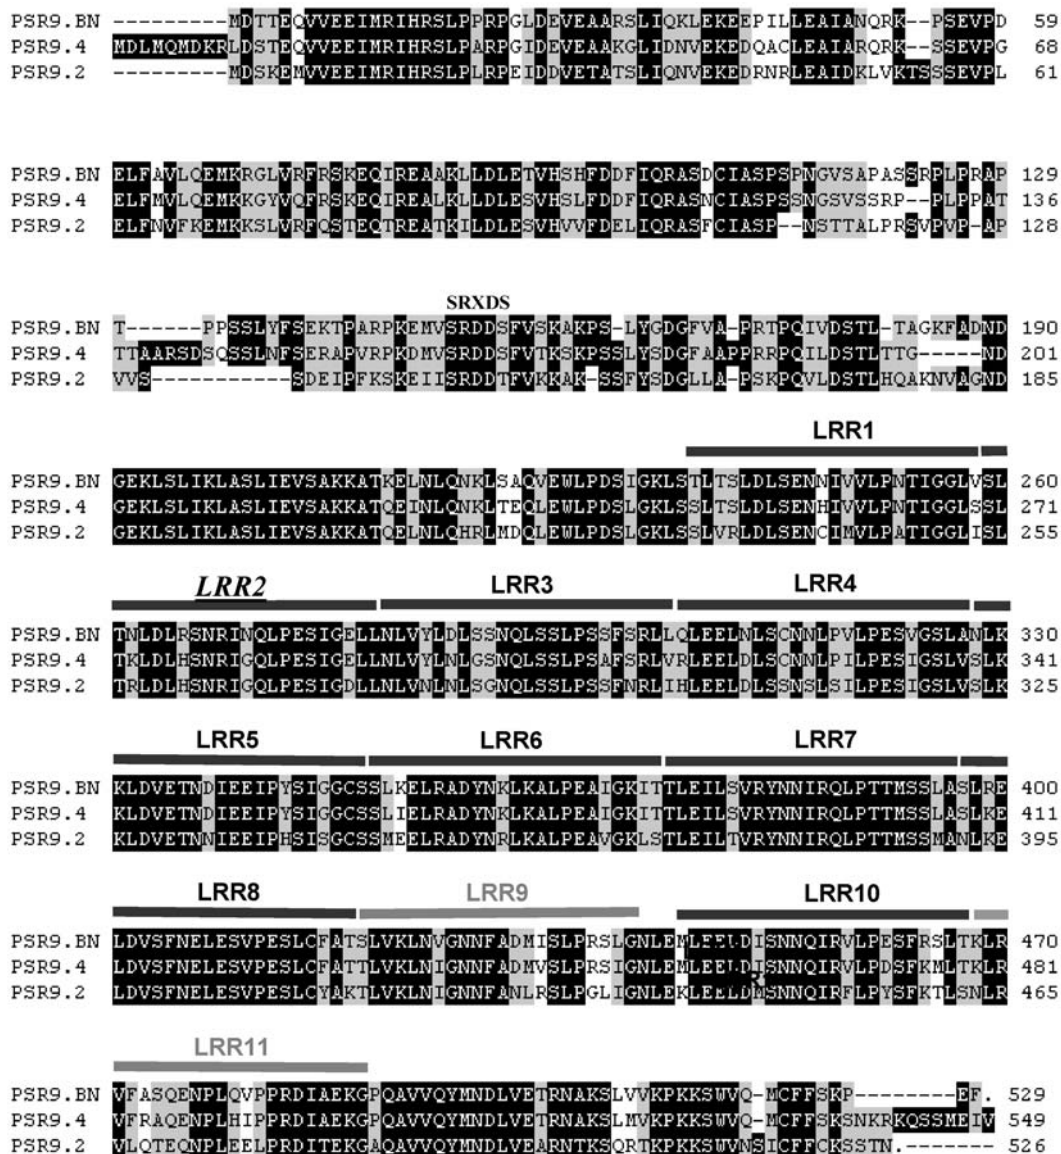 PSR9.BN ---------MDTTEQVVEEIMRIHRSLPPRPGLDEVEAARSLIQKLEKEEPILLEAIANQRK--PSEVPD 59
PSR9.4 MDLMQMDKRLDSTEQVVEEIMRIHRSLPARPGIDEVEAAKGLIDNVEKEDQACLEAIARQRK--SSEVPG 68
PSR9.2 ---------MDSKEMVVEEIMRIHRSLPLRPEIDDVETATSLIQNVEKEDRNRLEAIDKLVKTSSSEVPL 61
PSR9.BN ELFAVLQEMKRGLVRFRSKEQIREAAKLLDLETVHSHFDDFIQRASDCIASPSPNGVSAPASSRPLPRAP 129
PSR9.4 ELFMVLQEMKKGYVQFRSKEQIREALKLLDLESVHSLFDDFIQRASNCIASPSSNGSVSSRP--PLPPAT 136
PSR9.2 ELFNVFKEMKKSLVRFQSTEQTREATKILDLESVHVVFDELIQRASFCIASP--NSTTALPRSVPVP-AP 128
SRXDS
PSR9.BN T------PPSSLYFSEKTPARPKEMVSRDDSFVSKAKPS-LYGDGFVA-PRTPQIVDSTL-TAGKFADND 190
PSR9.4 TTAARSDSQSSLNFSERAPVRPKDMVSRDDSFVTKSKPSSLYSDGFAAPPRRPQILDSTLTTG-----ND 201
PSR9.2 VVS-----------SDEIPFKSKEIISRDDTFVKKAK-SSFYSDGLLA-PSKPQVLDSTLHQAKNVAGND 185
LRR1
PSR9.BN GEKLSLIKLASLIEVSAKKATKELNLQNKLSAQVEWLPDSIGKLSTLTSLDLSENNIVVLPNTIGGLVSL 260
PSR9.4 GEKLSLIKLASLIEVSAKKATQEINLQNKLTEQLEWLPDSLGKLSSLTSLDLSENHIVVLPNTIGGLSSL 271
PSR9.2 GEKLSLIKLASLIEVSAKKATQELNLQHRLMDQLEWLPDSLGKLSSLVRLDLSENCIMVLPATIGGLISL 255
LRR2 LRR3 LRR4
PSR9.BN TNLDLRSNRINQLPESIGELLNLVYLDLSSNQLSSLPSSFSRLLQLEELNLSCNNLPVLPESVGSLANLK 330
PSR9.4 TKLDLHSNRIGQLPESIGELLNLVYLNLGSNQLSSLPSAFSRLVRLEELDLSCNNLPILPESIGSLVSLK 341
PSR9.2 TRLDLHSNRIGQLPESIGDLLNLVNLNLSGNQLSSLPSSFNRLIHLEELDLSSNSLSILPESIGSLVSLK 325
LRR5 LRR6 LRR7
PSR9.BN KLDVETNDIEEIPYSIGGCSSLKELRADYNKLKALPEAIGKITTLEILSVRYNNIRQLPTTMSSLASLRE 400
PSR9.4 KLDVETNDIEEIPYSIGGCSSLIELRADYNKLKALPEAIGKITTLEILSVRYNNIRQLPTTMSSLASLKE 411
PSR9.2 KLDVETNNIEEIPHSISGCSSMEELRADYNRLKALPEAVGKLSTLEILTVRYNNIRQLPTTMSSMANLKE 395
LRR8 LRR9 LRR10
PSR9.BN LDVSFNELESVPESLCFATSLVKLNVGNNFADMISLPRSLGNLEMLEELDISNNQIRVLPESFRSLTKLR 470
PSR9.4 LDVSFNELESVPESLCFATTLVKLNIGNNFADMVSLPRSIGNLEMLEELDISNNQIRVLPDSFKMLTKLR 481
PSR9.2 LDVSFNELESVPESLCYAKTLVKLNIGNNFANLRSLPGLIGNLEKLEELDMSNNQIRFLPYSFKTLSNLR 465
LRR11
PSR9.BN VFASQENPLQVPPRDIAEKGPQAVVQYMNDLVETRNAKSLVVKPKKSWVQ-MCFFSKP---------EF. 529
PSR9.4 VFRAQENPLHIPPRDIAEKGPQAVVQYMNDLVETRNAKSLMVKPKKSWVQ-MCFFSKSNKRKQSSMEIV 549
PSR9.2 VLQTEQNPLEELPRDITEKGAQAVVQYMNDLVEARNTKSQRTKPKKSWVNSICFFCKSSTN.-------- 526